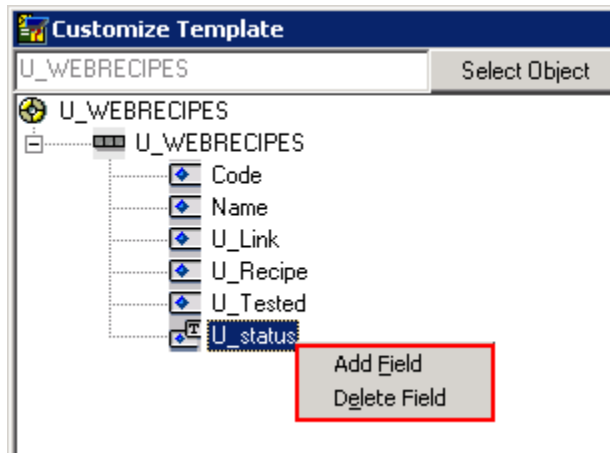 Customize Template
U_WEBRECIPES Select Object
U_WEBRECIPES
U_WEBRECIPES
Code
Name
U_Link
U_Recipe
U_Tested
T
U_status
Add Field
Delete Field